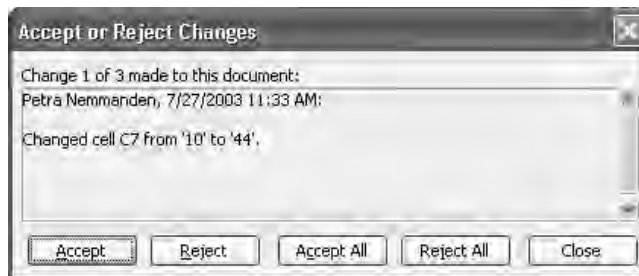 Accept or Reject Changes
Change 1 of 3 made to this document:
Petra Nemmanden, 7/27/2003 11:33 AM:
Changed cell C7 from '10' to '44'.
Accept Reject Accept All Reject All Close